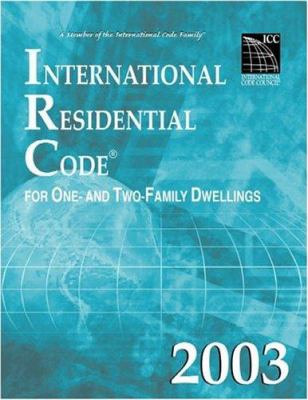 A Member of the International Code Family™
ICC
INTERNATIONAL
CODE COUNCIL®
INTERNATIONAL
RESIDENTIAL
CODE®
FOR ONE- AND TWO-FAMILY DWELLINGS
2003